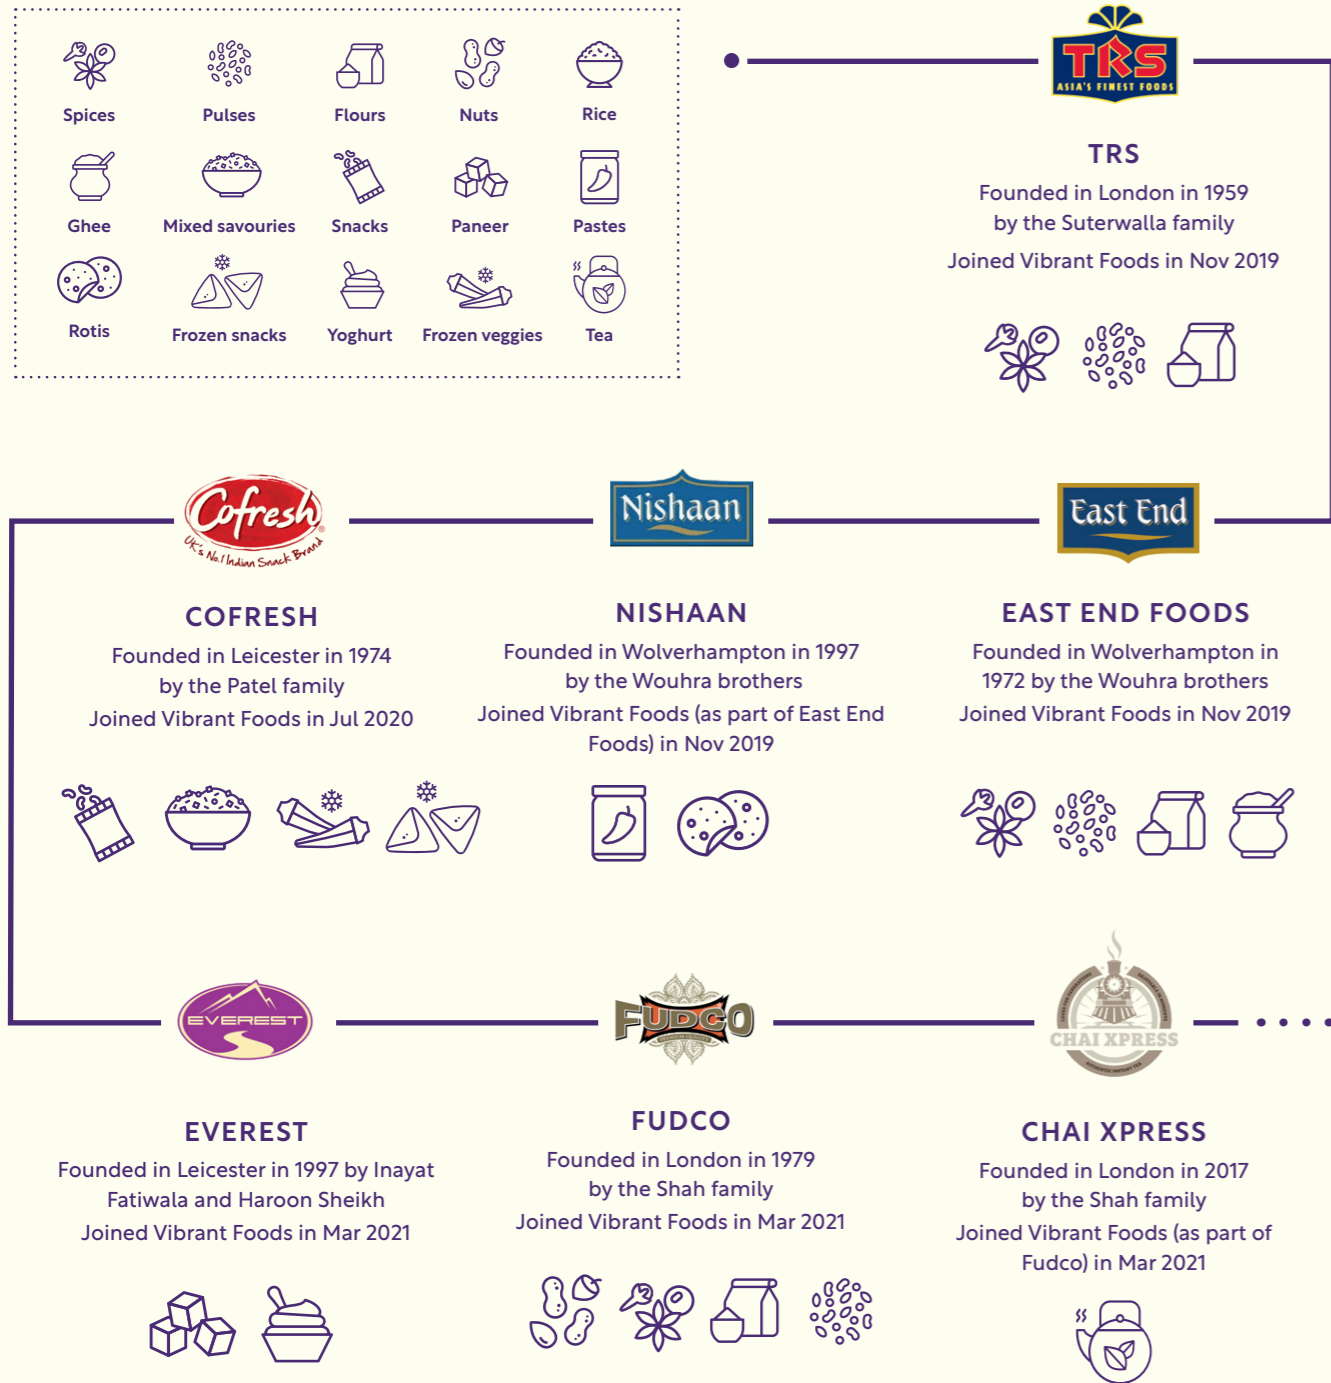 Spices
Pulses
Flours
Nuts
Rice
Ghee
Mixed savouries
Snacks
Paneer
Pastes
Rotis
Frozen snacks
Yoghurt
Frozen veggies
Tea
TRS
ASIA'S FINEST FOODS
TRS
Founded in London in 1959
by the Suterwalla family
Joined Vibrant Foods in Nov 2019
Cofresh
UK's No.1 Indian Snack Brand
COFRESH
Founded in Leicester in 1974
by the Patel family
Joined Vibrant Foods in Jul 2020
Nishaan
NISHAAN
Founded in Wolverhampton in 1997
by the Wouhra brothers
Joined Vibrant Foods (as part of East End
Foods) in Nov 2019
East End
EAST END FOODS
Founded in Wolverhampton in
1972 by the Wouhra brothers
Joined Vibrant Foods in Nov 2019
EVEREST
EVEREST
Founded in Leicester in 1997 by Inayat
Fatiwala and Haroon Sheikh
Joined Vibrant Foods in Mar 2021
FUDCO
FUDCO
Founded in London in 1979
by the Shah family
Joined Vibrant Foods in Mar 2021
CHAI XPRESS
AUTHENTIC INSTANT TEA
CHAI XPRESS
Founded in London in 2017
by the Shah family
Joined Vibrant Foods (as part of
Fudco) in Mar 2021